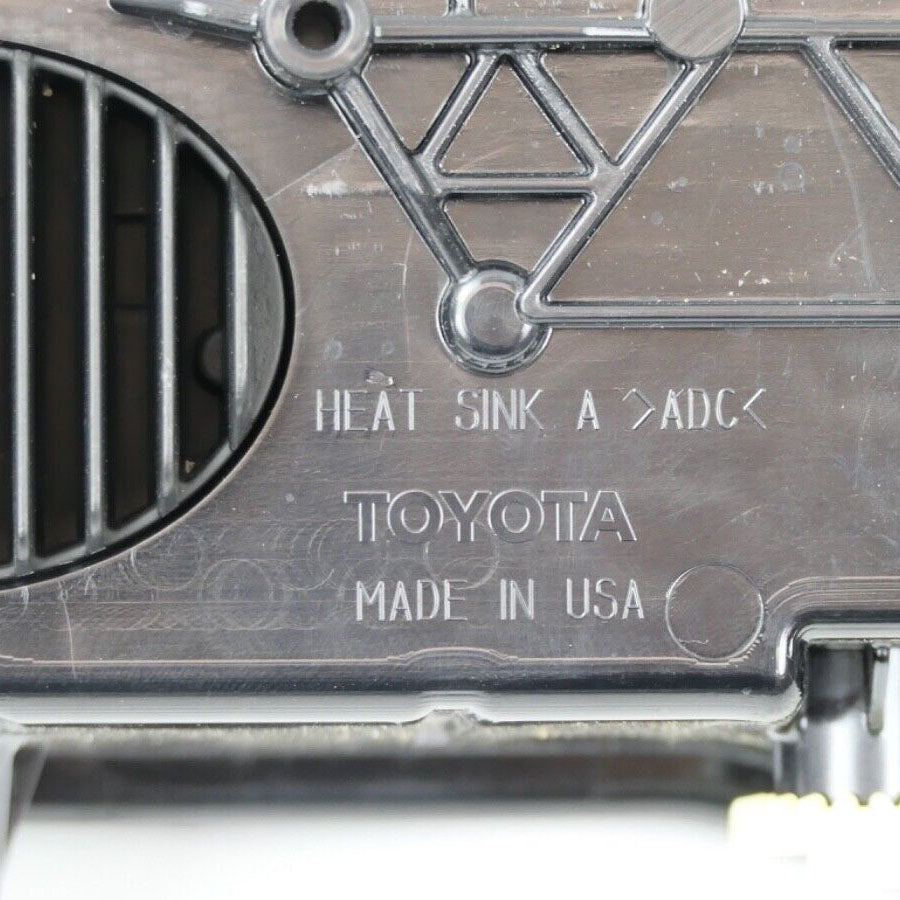 HEAT SINK A >ADC<
TOYOTA
MADE IN USA